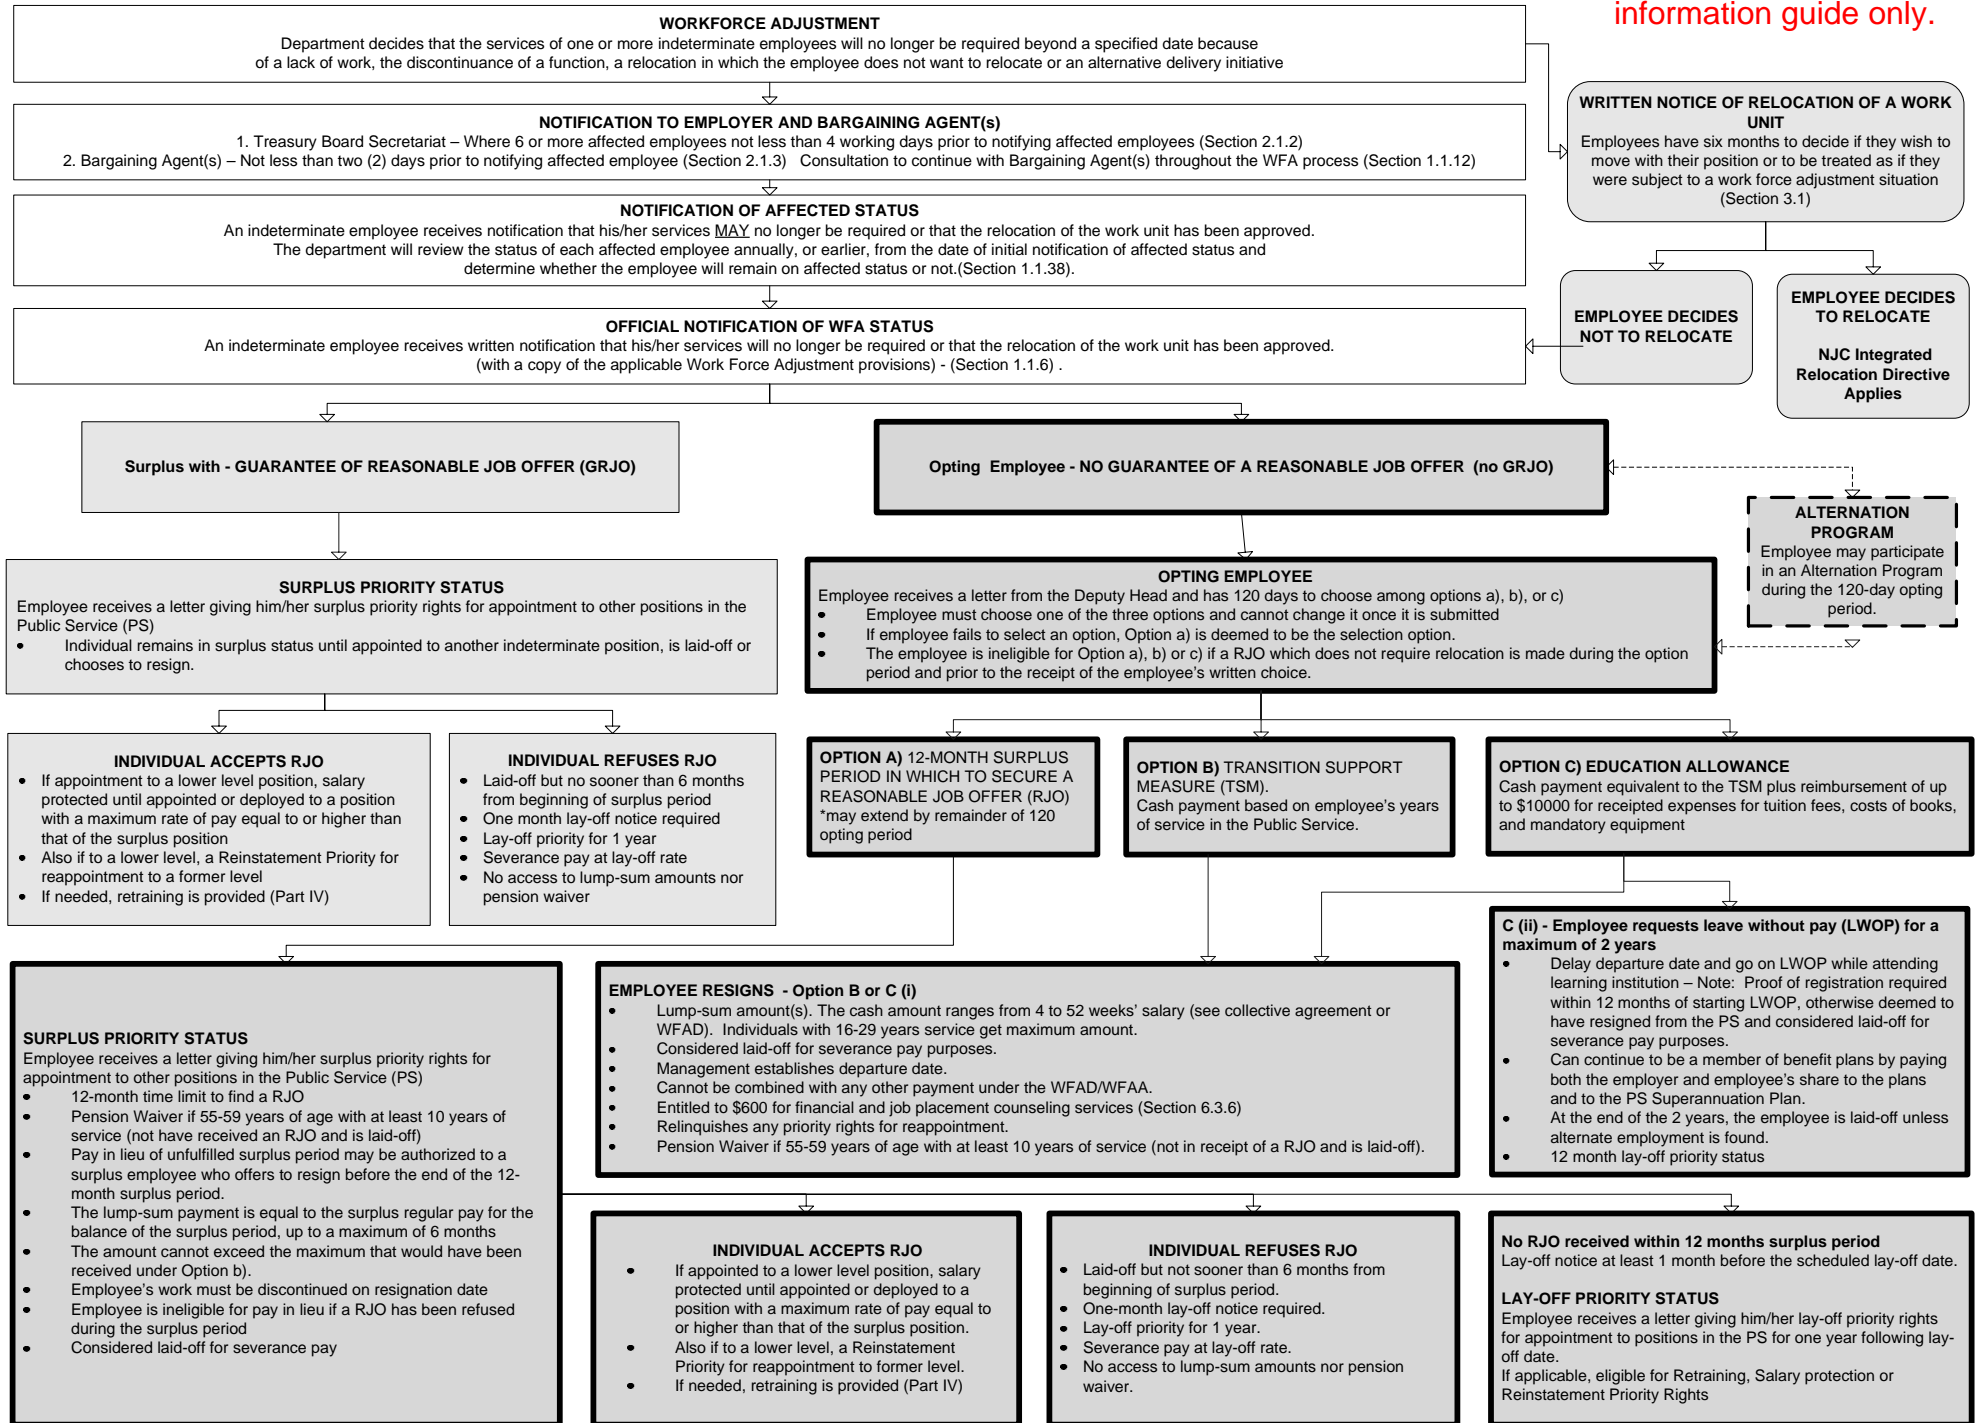 information guide only.
WORKFORCE ADJUSTMENT
Department decides that the services of one or more indeterminate employees will no longer be required beyond a specified date because
of a lack of work, the discontinuance of a function, a relocation in which the employee does not want to relocate or an alternative delivery initiative
NOTIFICATION TO EMPLOYER AND BARGAINING AGENT(s)
1. Treasury Board Secretariat – Where 6 or more affected employees not less than 4 working days prior to notifying affected employees (Section 2.1.2)
2. Bargaining Agent(s) – Not less than two (2) days prior to notifying affected employee (Section 2.1.3) Consultation to continue with Bargaining Agent(s) throughout the WFA process (Section 1.1.12)
WRITTEN NOTICE OF RELOCATION OF A WORK
UNIT
Employees have six months to decide if they wish to
move with their position or to be treated as if they
were subject to a work force adjustment situation
(Section 3.1)
NOTIFICATION OF AFFECTED STATUS
An indeterminate employee receives notification that his/her services MAY no longer be required or that the relocation of the work unit has been approved.
The department will review the status of each affected employee annually, or earlier, from the date of initial notification of affected status and
determine whether the employee will remain on affected status or not.(Section 1.1.38).
EMPLOYEE DECIDES
NOT TO RELOCATE
EMPLOYEE DECIDES
TO RELOCATE
NJC Integrated
Relocation Directive
Applies
OFFICIAL NOTIFICATION OF WFA STATUS
An indeterminate employee receives written notification that his/her services will no longer be required or that the relocation of the work unit has been approved.
(with a copy of the applicable Work Force Adjustment provisions) - (Section 1.1.6) .
Surplus with - GUARANTEE OF REASONABLE JOB OFFER (GRJO)
Opting Employee - NO GUARANTEE OF A REASONABLE JOB OFFER (no GRJO)
ALTERNATION
PROGRAM
Employee may participate
in an Alternation Program
during the 120-day opting
period.
SURPLUS PRIORITY STATUS
Employee receives a letter giving him/her surplus priority rights for appointment to other positions in the
Public Service (PS)
• Individual remains in surplus status until appointed to another indeterminate position, is laid-off or
chooses to resign.
OPTING EMPLOYEE
Employee receives a letter from the Deputy Head and has 120 days to choose among options a), b), or c)
• Employee must choose one of the three options and cannot change it once it is submitted
• If employee fails to select an option, Option a) is deemed to be the selection option.
• The employee is ineligible for Option a), b) or c) if a RJO which does not require relocation is made during the option
period and prior to the receipt of the employee's written choice.
INDIVIDUAL ACCEPTS RJO
• If appointment to a lower level position, salary
protected until appointed or deployed to a position
with a maximum rate of pay equal to or higher than
that of the surplus position
• Also if to a lower level, a Reinstatement Priority for
reappointment to a former level
• If needed, retraining is provided (Part IV)
INDIVIDUAL REFUSES RJO
• Laid-off but no sooner than 6 months
from beginning of surplus period
• One month lay-off notice required
• Lay-off priority for 1 year
• Severance pay at lay-off rate
• No access to lump-sum amounts nor
pension waiver
OPTION A) 12-MONTH SURPLUS
PERIOD IN WHICH TO SECURE A
REASONABLE JOB OFFER (RJO)
*may extend by remainder of 120
opting period
OPTION B) TRANSITION SUPPORT
MEASURE (TSM).
Cash payment based on employee's years
of service in the Public Service.
OPTION C) EDUCATION ALLOWANCE
Cash payment equivalent to the TSM plus reimbursement of up
to $10000 for receipted expenses for tuition fees, costs of books,
and mandatory equipment
SURPLUS PRIORITY STATUS
Employee receives a letter giving him/her surplus priority rights for
appointment to other positions in the Public Service (PS)
• 12-month time limit to find a RJO
• Pension Waiver if 55-59 years of age with at least 10 years of
service (not have received an RJO and is laid-off)
• Pay in lieu of unfulfilled surplus period may be authorized to a
surplus employee who offers to resign before the end of the 12-
month surplus period.
• The lump-sum payment is equal to the surplus regular pay for the
balance of the surplus period, up to a maximum of 6 months
• The amount cannot exceed the maximum that would have been
received under Option b).
• Employee's work must be discontinued on resignation date
• Employee is ineligible for pay in lieu if a RJO has been refused
during the surplus period
• Considered laid-off for severance pay
EMPLOYEE RESIGNS - Option B or C (i)
• Lump-sum amount(s). The cash amount ranges from 4 to 52 weeks' salary (see collective agreement or
WFAD). Individuals with 16-29 years service get maximum amount.
• Considered laid-off for severance pay purposes.
• Management establishes departure date.
• Cannot be combined with any other payment under the WFAD/WFAA.
• Entitled to $600 for financial and job placement counseling services (Section 6.3.6)
• Relinquishes any priority rights for reappointment.
• Pension Waiver if 55-59 years of age with at least 10 years of service (not in receipt of a RJO and is laid-off).
C (ii) - Employee requests leave without pay (LWOP) for a
maximum of 2 years
• Delay departure date and go on LWOP while attending
learning institution – Note: Proof of registration required
within 12 months of starting LWOP, otherwise deemed to
have resigned from the PS and considered laid-off for
severance pay purposes.
• Can continue to be a member of benefit plans by paying
both the employer and employee's share to the plans
and to the PS Superannuation Plan.
• At the end of the 2 years, the employee is laid-off unless
alternate employment is found.
• 12 month lay-off priority status
INDIVIDUAL ACCEPTS RJO
• If appointed to a lower level position, salary
protected until appointed or deployed to a
position with a maximum rate of pay equal to
or higher than that of the surplus position.
• Also if to a lower level, a Reinstatement
Priority for reappointment to former level.
• If needed, retraining is provided (Part IV)
INDIVIDUAL REFUSES RJO
• Laid-off but not sooner than 6 months from
beginning of surplus period.
• One-month lay-off notice required.
• Lay-off priority for 1 year.
• Severance pay at lay-off rate.
• No access to lump-sum amounts nor pension
waiver.
No RJO received within 12 months surplus period
Lay-off notice at least 1 month before the scheduled lay-off date.
LAY-OFF PRIORITY STATUS
Employee receives a letter giving him/her lay-off priority rights
for appointment to positions in the PS for one year following lay-
off date.
If applicable, eligible for Retraining, Salary protection or
Reinstatement Priority Rights